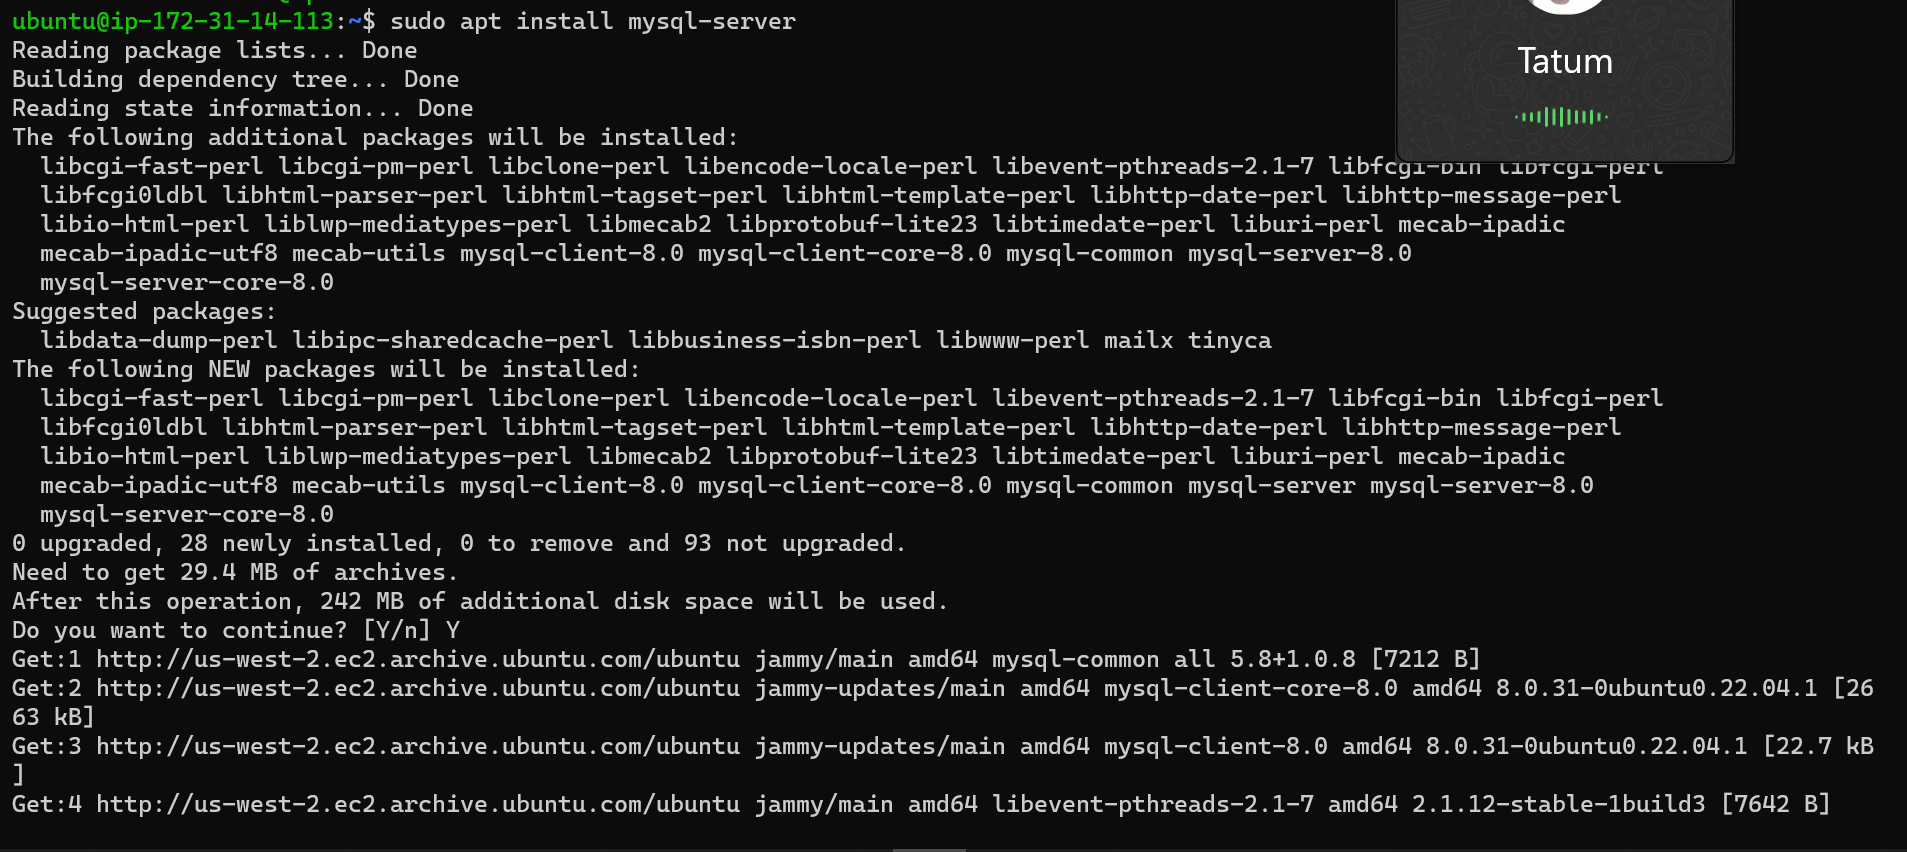 ubuntu@ip-172-31-14-113:~$ sudo apt install mysql-server
Tatum
Reading package lists... Done
Building dependency tree... Done
Reading state information... Done
The following additional packages will be installed:
  libcgi-fast-perl libcgi-pm-perl libclone-perl libencode-locale-perl libevent-pthreads-2.1-7 libfcgi-bin libfcgi-perl
  libfcgi0ldbl libhtml-parser-perl libhtml-tagset-perl libhtml-template-perl libhttp-date-perl libhttp-message-perl
  libio-html-perl liblwp-mediatypes-perl libmecab2 libprotobuf-lite23 libtimedate-perl liburi-perl mecab-ipadic
  mecab-ipadic-utf8 mecab-utils mysql-client-8.0 mysql-client-core-8.0 mysql-common mysql-server-8.0
  mysql-server-core-8.0
Suggested packages:
  libdata-dump-perl libipc-sharedcache-perl libbusiness-isbn-perl libwww-perl mailx tinyca
The following NEW packages will be installed:
  libcgi-fast-perl libcgi-pm-perl libclone-perl libencode-locale-perl libevent-pthreads-2.1-7 libfcgi-bin libfcgi-perl
  libfcgi0ldbl libhtml-parser-perl libhtml-tagset-perl libhtml-template-perl libhttp-date-perl libhttp-message-perl
  libio-html-perl liblwp-mediatypes-perl libmecab2 libprotobuf-lite23 libtimedate-perl liburi-perl mecab-ipadic
  mecab-ipadic-utf8 mecab-utils mysql-client-8.0 mysql-client-core-8.0 mysql-common mysql-server mysql-server-8.0
  mysql-server-core-8.0
0 upgraded, 28 newly installed, 0 to remove and 93 not upgraded.
Need to get 29.4 MB of archives.
After this operation, 242 MB of additional disk space will be used.
Do you want to continue? [Y/n] Y
Get:1 http://us-west-2.ec2.archive.ubuntu.com/ubuntu jammy/main amd64 mysql-common all 5.8+1.0.8 [7212 B]
Get:2 http://us-west-2.ec2.archive.ubuntu.com/ubuntu jammy-updates/main amd64 mysql-client-core-8.0 amd64 8.0.31-0ubuntu0.22.04.1 [26
63 kB]
Get:3 http://us-west-2.ec2.archive.ubuntu.com/ubuntu jammy-updates/main amd64 mysql-client-8.0 amd64 8.0.31-0ubuntu0.22.04.1 [22.7 kB
]
Get:4 http://us-west-2.ec2.archive.ubuntu.com/ubuntu jammy/main amd64 libevent-pthreads-2.1-7 amd64 2.1.12-stable-1build3 [7642 B]